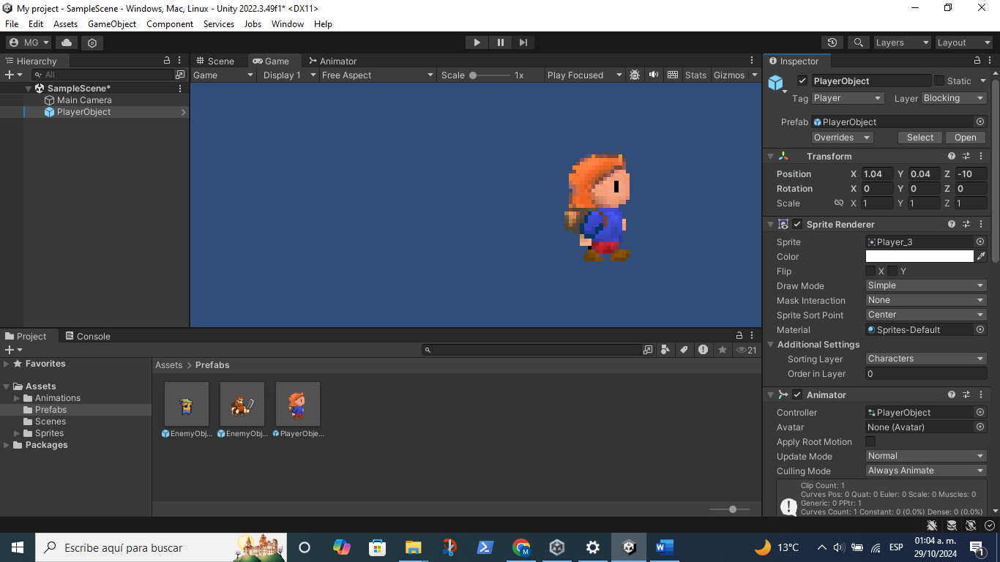 My project - SampleScene - Windows, Mac, Linux - Unity 2022.3.49f1* <DX11>
File Edit Assets GameObject Component Services Jobs Window Help
MG
Layers
Layout
Hierarchy
All
SampleScene*
Main Camera
PlayerObject
Scene
Game
Animator
Game
Display 1
Free Aspect
Scale
1x
Play Focused
Stats
Gizmos
Project
Console
21
Favorites
Assets
Animations
Prefabs
Scenes
Sprites
Packages
Assets > Prefabs
EnemyObj...
EnemyObj...
PlayerObje...
Inspector
PlayerObject
Static
Tag Player
Layer Blocking
Prefab PlayerObject
Overrides
Select
Open
Transform
Position X 1.04 Y 0.04 Z -10
Rotation X 0 Y 0 Z 0
Scale X 1 Y 1 Z 1
Sprite Renderer
Sprite Player_3
Color
Flip X Y
Draw Mode Simple
Mask Interaction None
Sprite Sort Point Center
Material Sprites-Default
Additional Settings
Sorting Layer Characters
Order in Layer 0
Animator
Controller PlayerObject
Avatar None (Avatar)
Apply Root Motion
Update Mode Normal
Culling Mode Always Animate
Clip Count: 1
Curves Pos: 0 Quat: 0 Euler: 0 Scale: 0 Muscles: 0
Generic: 0 PPtr: 1
Curves Count: 1 Constant: 0 (0.0%) Dense: 0 (0.0%)
Escribe aquí para buscar
13°C
ESP
01:04 a. m.
29/10/2024
1